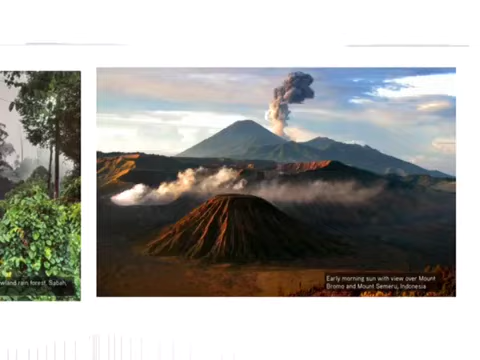 wland rain forest, Sabah,
Early morning sun with view over Mount
Bromo and Mount Semeru, Indonesia